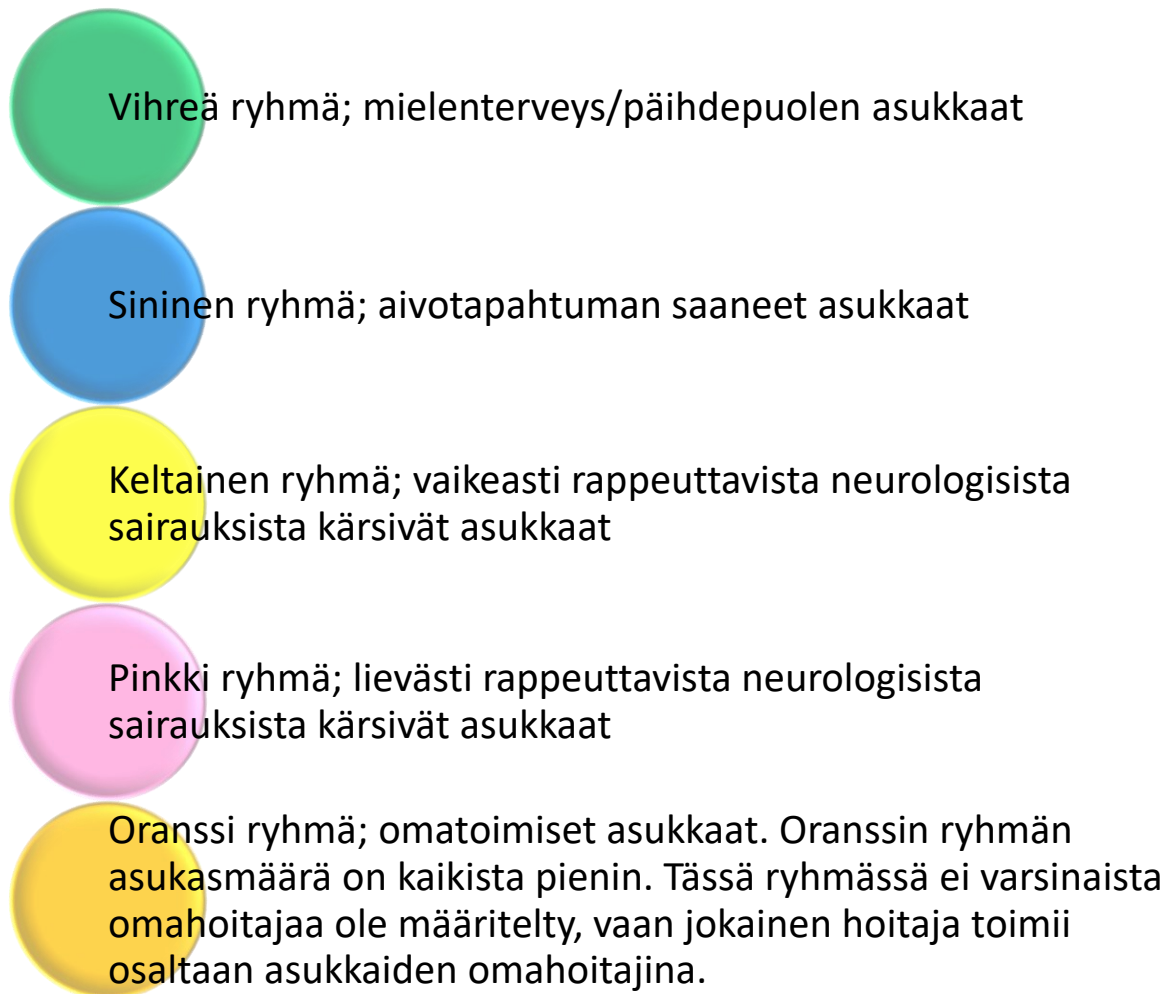 Vihreä ryhmä; mielenterveys/päihdepuolen asukkaat
Sininen ryhmä; aivotapahtuman saaneet asukkaat
Keltainen ryhmä; vaikeasti rappeuttavista neurologisista
sairauksista kärsivät asukkaat
Pinkki ryhmä; lievästi rappeuttavista neurologisista
sairauksista kärsivät asukkaat
Oranssi ryhmä; omatoimiset asukkaat. Oranssin ryhmän
asukasmäärä on kaikista pienin. Tässä ryhmässä ei varsinaista
omahoitajaa ole määritelty, vaan jokainen hoitaja toimii
osaltaan asukkaiden omahoitajina.